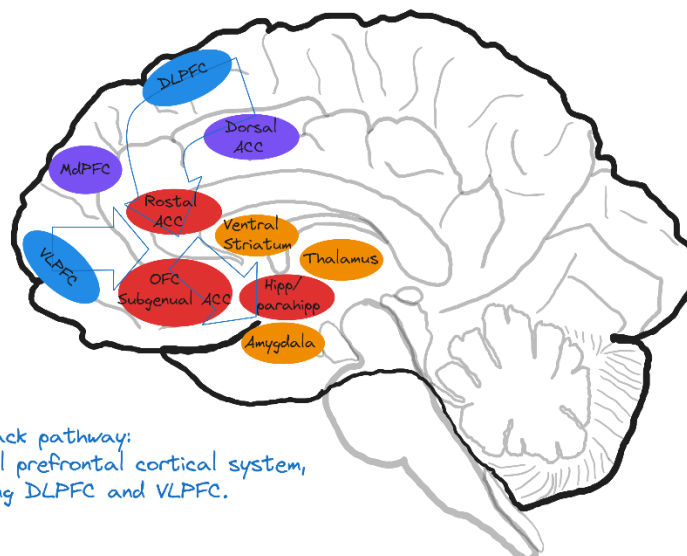 DLPFC
Dorsal
ACC
MdPFC
Rostal
ACC
Ventral
Striatum
VLPFC
Thalamus
OFC
Subgenual ACC
Hipp/
parahipp
Amygdala
pathway:
prefrontal cortical system,
DLPFC and VLPFC.